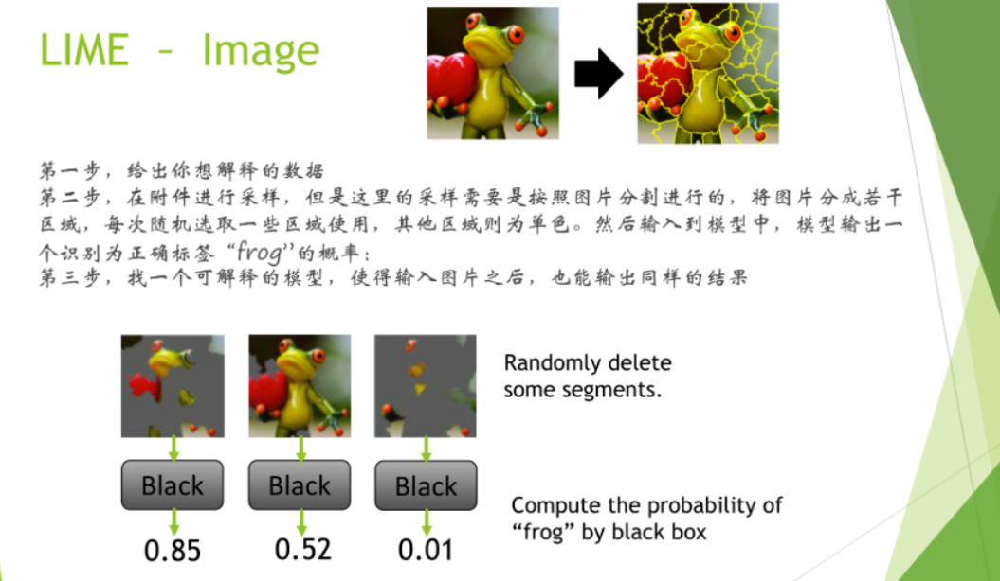 LIME - Image
第一步，给出你想解释的数据
第二步，在附件进行采样，但是这里的采样需要是按照图片分割进行的，将图片分成若干
区域，每次随机选取一些区域使用，其他区域则为单色。然后输入到模型中，模型输出一
个识别为正确标签“frog”的概率；
第三步，找一个可解释的模型，使得输入图片之后，也能输出同样的结果
Randomly delete
some segments.
Black Black Black
Compute the probability of
“frog” by black box
0.85 0.52 0.01